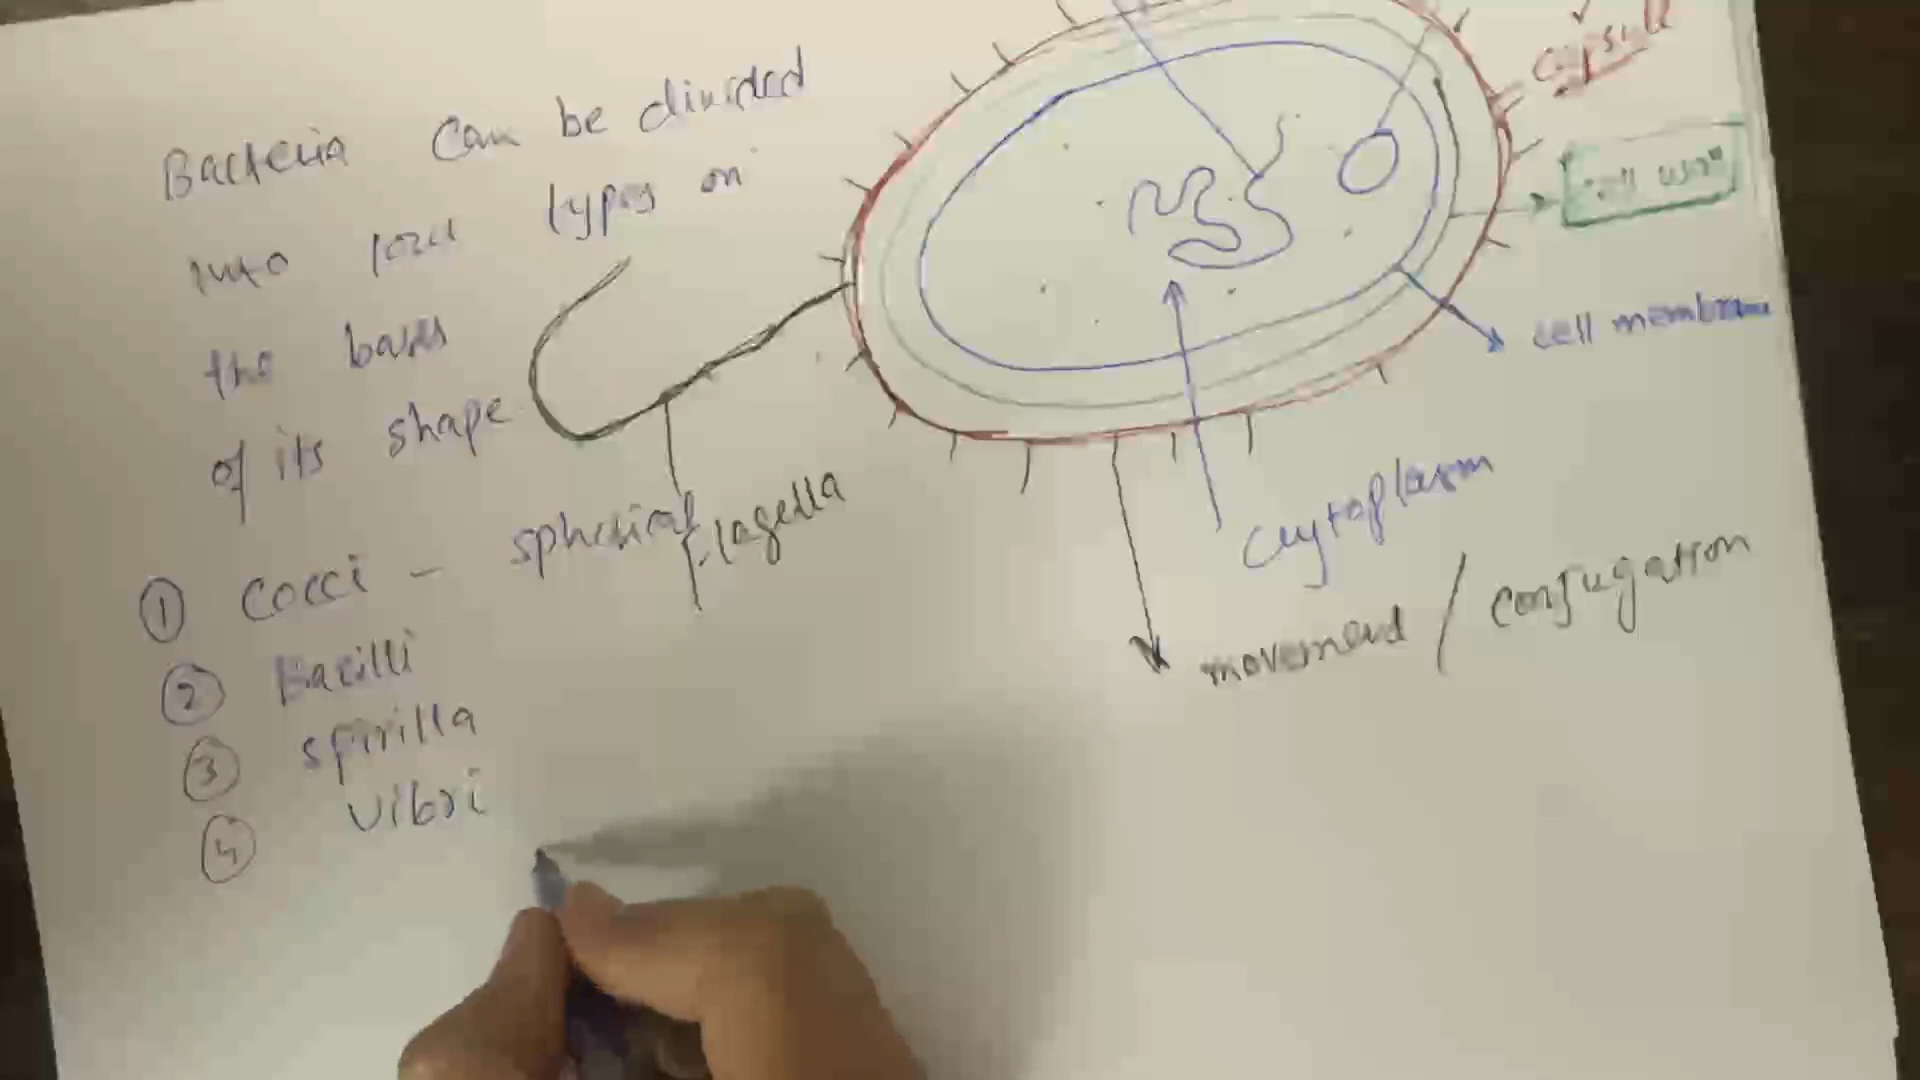 Bacteria can be divided
into four types on
the bases
of its shape
① cocci - spherical
② Bacilli
③ spirilla
④ vibri
flagella
capsule
cell wall
cell membrane
cytoplasm
movement / conjugation